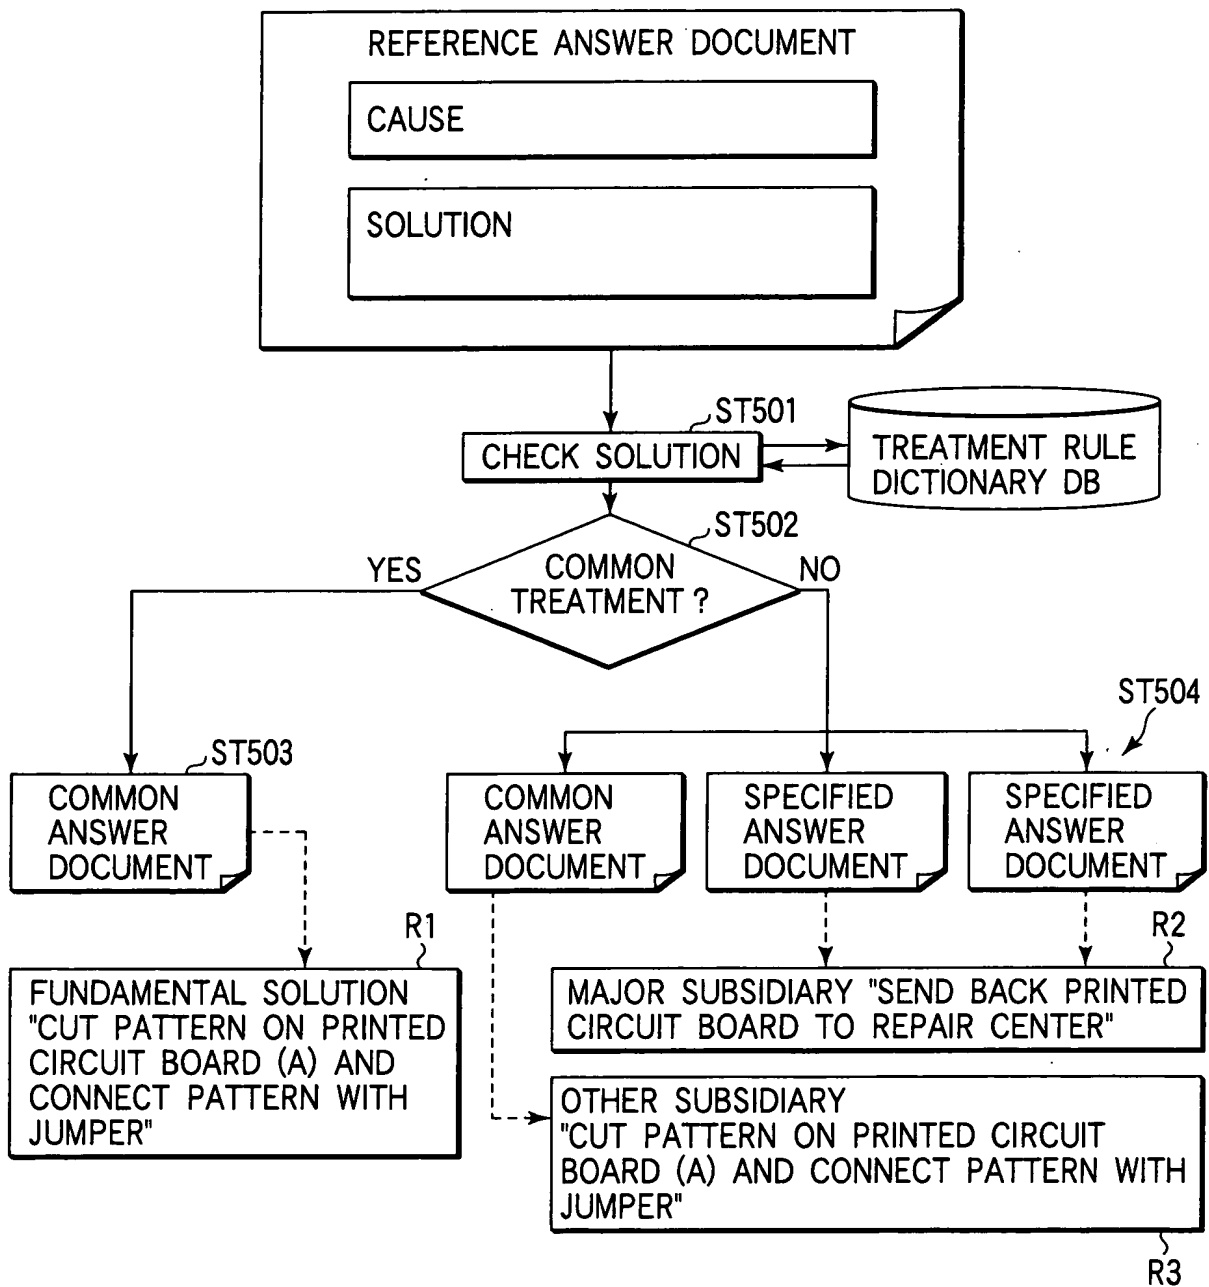 REFERENCE ANSWER DOCUMENT
CAUSE
SOLUTION
ST501
CHECK SOLUTION
TREATMENT RULE
DICTIONARY DB
ST502
YES
COMMON
TREATMENT ?
NO
ST504
ST503
COMMON
ANSWER
DOCUMENT
COMMON
ANSWER
DOCUMENT
SPECIFIED
ANSWER
DOCUMENT
SPECIFIED
ANSWER
DOCUMENT
R1
FUNDAMENTAL SOLUTION
"CUT PATTERN ON PRINTED
CIRCUIT BOARD (A) AND
CONNECT PATTERN WITH
JUMPER"
R2
MAJOR SUBSIDIARY "SEND BACK PRINTED
CIRCUIT BOARD TO REPAIR CENTER"
OTHER SUBSIDIARY
"CUT PATTERN ON PRINTED CIRCUIT
BOARD (A) AND CONNECT PATTERN WITH
JUMPER"
R3